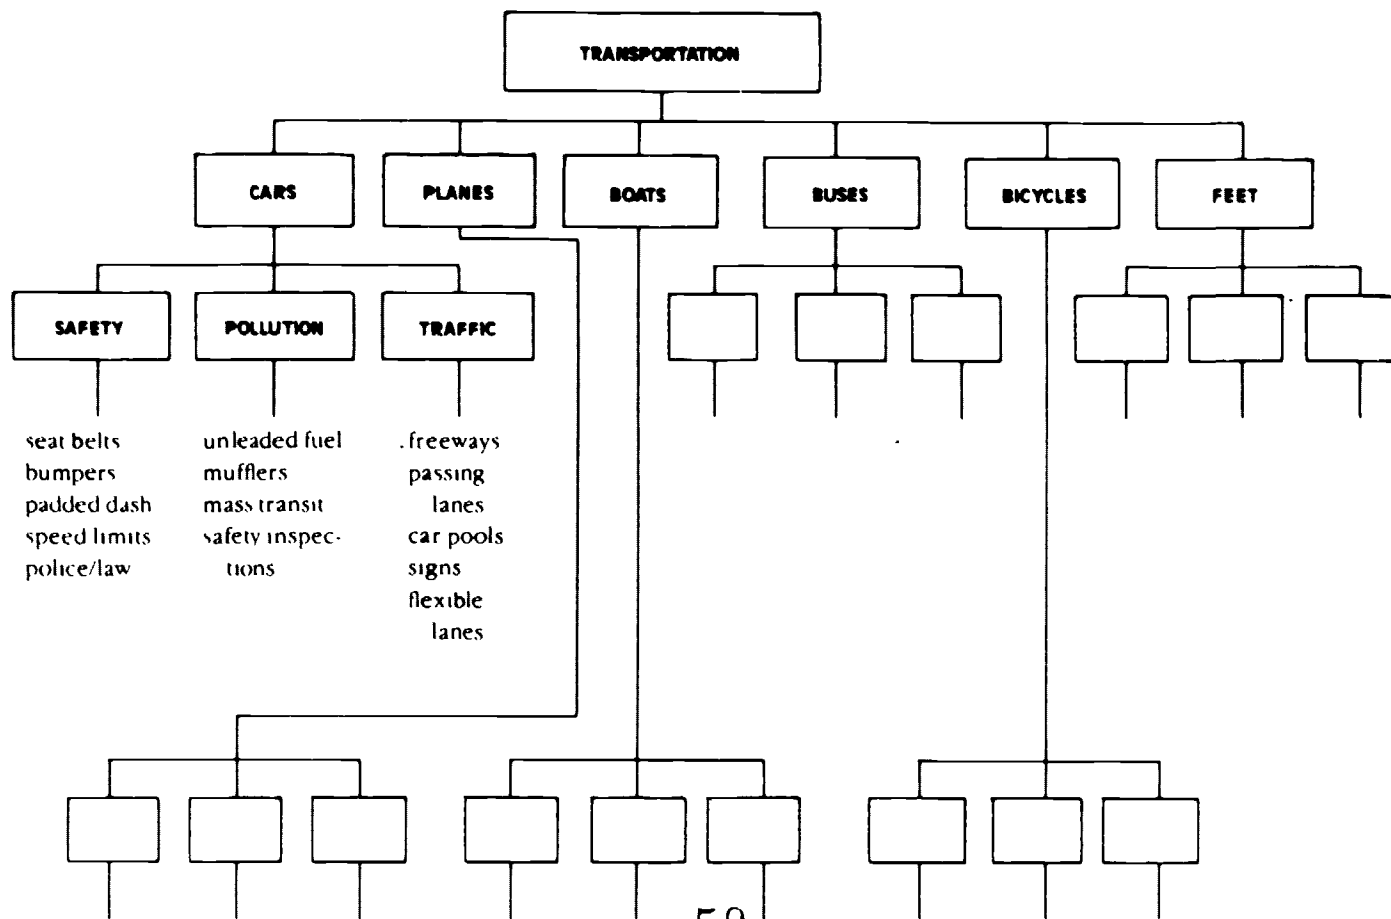 TRANSPORTATION
CARS
PLANES
BOATS
BUSES
BICYCLES
FEET
SAFETY
POLLUTION
TRAFFIC
seat belts
bumpers
padded dash
speed limits
police/law
unleaded fuel
mufflers
mass transit
safety inspec-
tions
.freeways
passing
lanes
car pools
signs
flexible
lanes